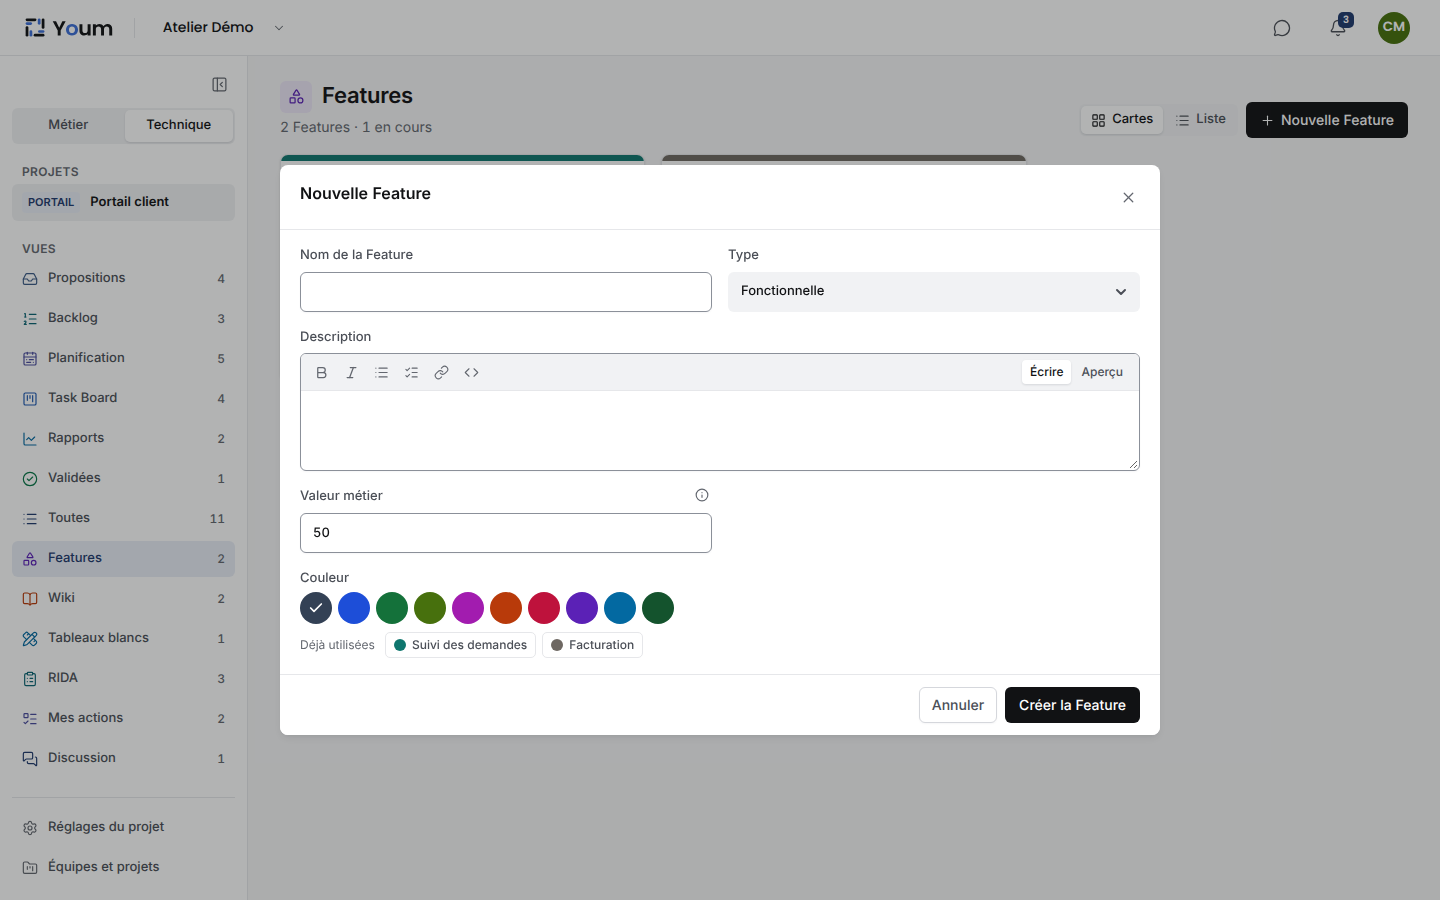 Youm
Atelier Démo
3
CM
Métier
Technique
PROJETS
PORTAIL Portail client
VUES
Propositions 4
Backlog 3
Planification 5
Task Board 4
Rapports 2
Validées 1
Toutes 11
Features 2
Wiki 2
Tableaux blancs 1
RIDA 3
Mes actions 2
Discussion 1
Réglages du projet
Équipes et projets
Features
2 Features · 1 en cours
Cartes
Liste
Nouvelle Feature
Nouvelle Feature
Nom de la Feature
Type
Fonctionnelle
Description
Écrire
Aperçu
Valeur métier
50
Couleur
Déjà utilisées Suivi des demandes Facturation
Annuler
Créer la Feature